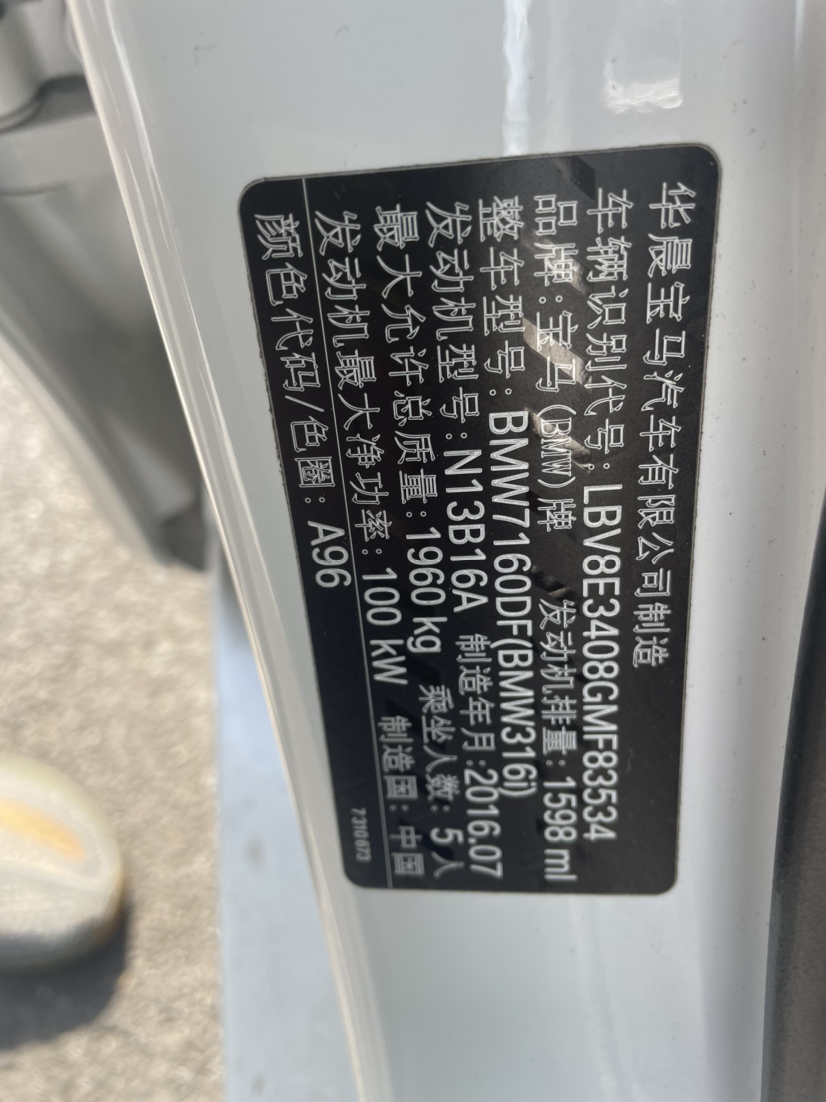 华晨宝马汽车有限公司制造
车辆识别代号: LBV8E3408GMF83534
品牌:宝马(BMW)牌 发动机排量: 1598 ml
整车型号: BMW7160DF(BMW316i)
发动机型号: N13B16A 制造年月:2016.07
最大允许总质量: 1960 kg 乘坐人数: 5人
发动机最大净功率: 100 kW 制造国: 中国
颜色代码/色圈: A96
7310673